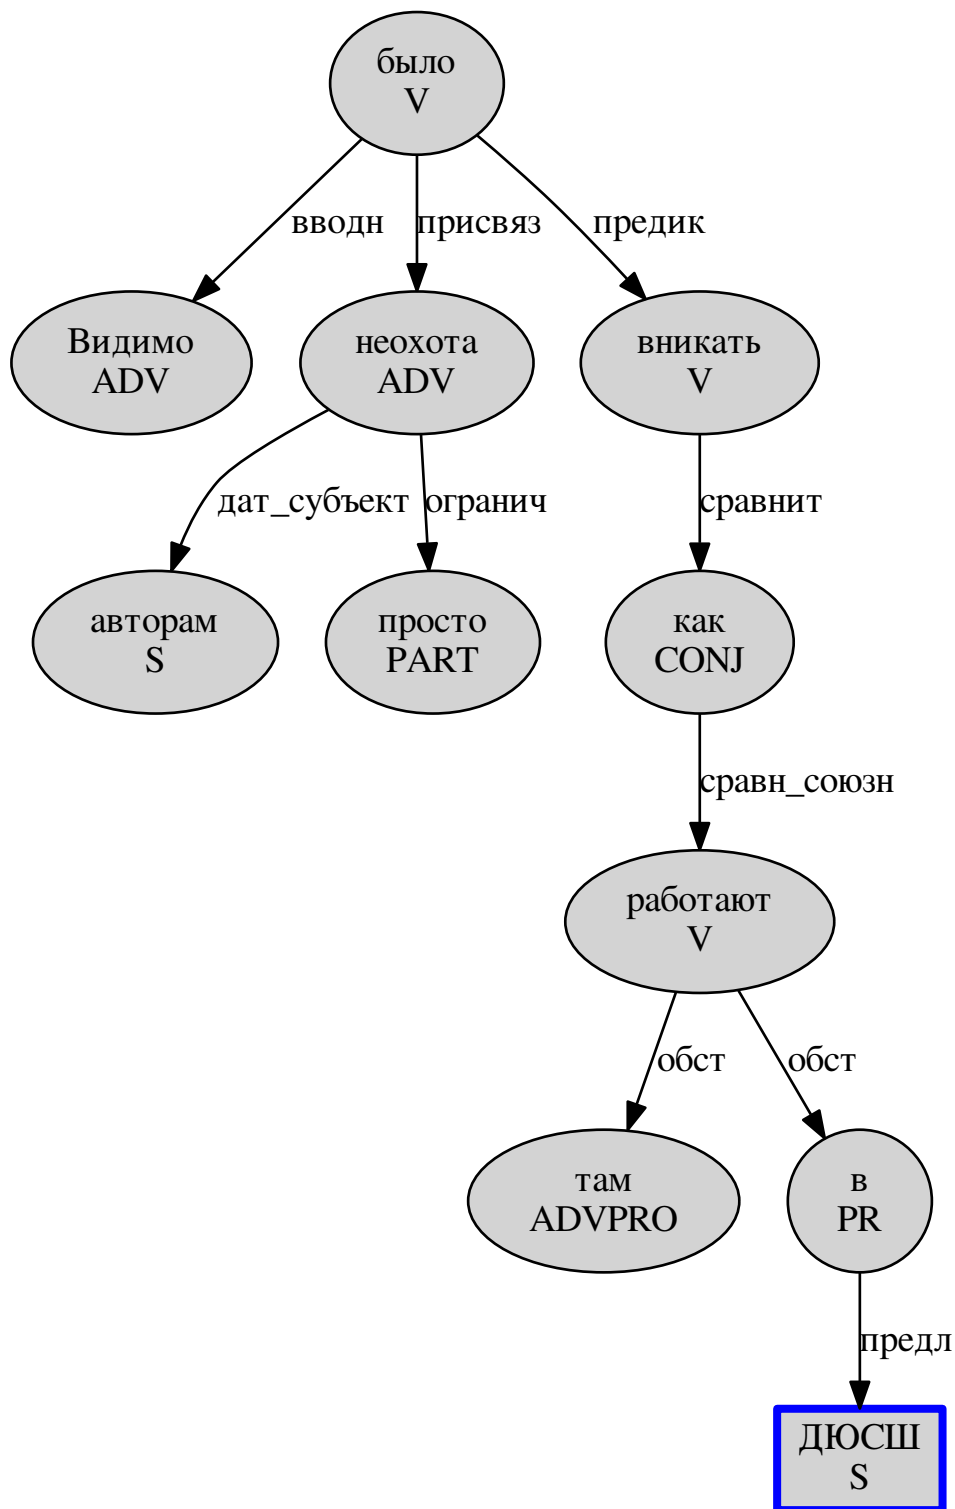 было
V
вводн
присвяз
предик
Видимо
ADV
неохота
ADV
вникать
V
дат_субъект
огранич
сравнит
авторам
S
просто
PART
как
CONJ
сравн_союзн
работают
V
обст
обст
там
ADVPRO
в
PR
предл
ДЮСШ
S